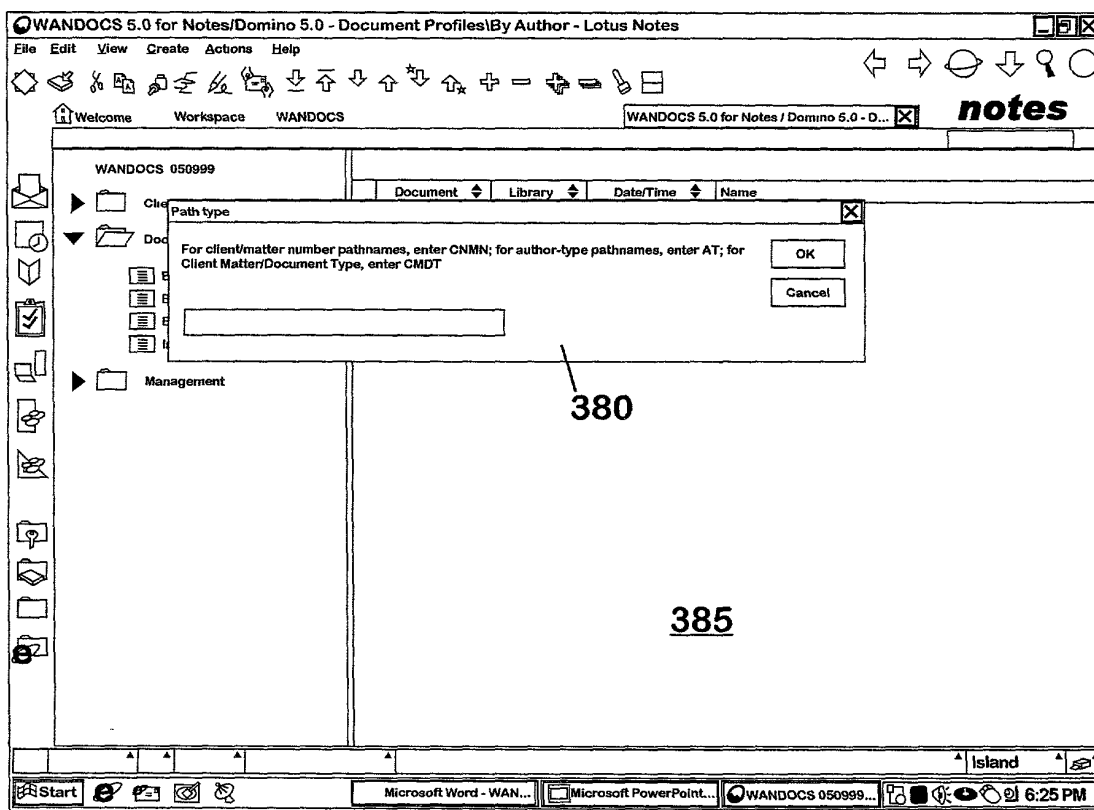 WANDOCS 5.0 for Notes/Domino 5.0 - Document Profiles\By Author - Lotus Notes
File Edit View Create Actions Help
Welcome Workspace WANDOCS WANDOCS 5.0 for Notes / Domino 5.0 - D... notes
WANDOCS 050999
Document Library Date/Time Name
Clie
Path type
Doc
For client/matter number pathnames, enter CNMN; for author-type pathnames, enter AT; for
Client Matter/Document Type, enter CMDT
OK
Cancel
Management
380
385
Island
Start Microsoft Word - WAN... Microsoft PowerPoint... WANDOCS 050999... 6:25 PM